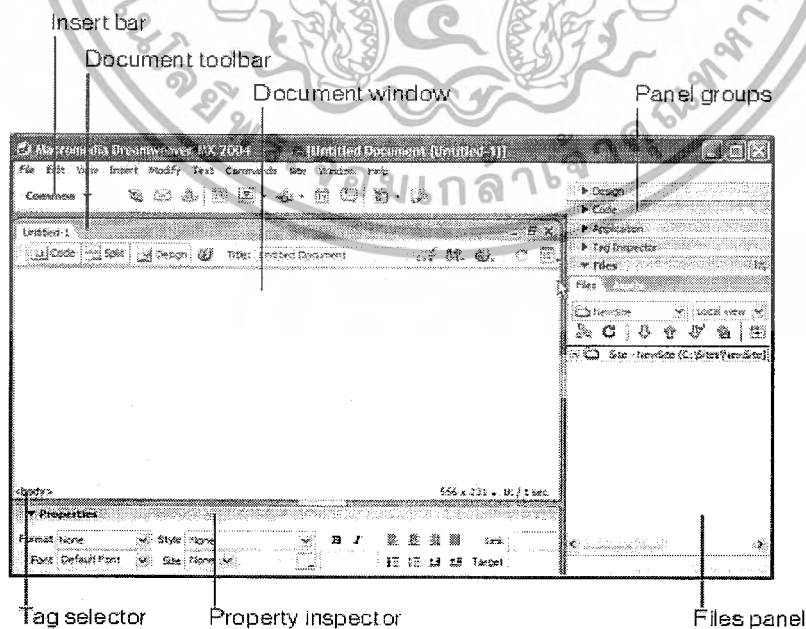 Insert bar
Document toolbar
Document window
Panel groups
Macromedia Dreamweaver MX 2004 - [Untitled Document (Untitled-1)]
File Edit View Insert Modify Text Commands Site Window Help
Common
Design
Code
Application
Tag Inspector
Files
Untitled-1
Code Split Design Title: Untitled Document
Files Assets
NewSite Local view
Site - NewSite (C:\Sites\NewSite)
<body>
Properties
Format None Style None B I Link
Font Default Font Size None Target
Tag selector
Property inspector
Files panel